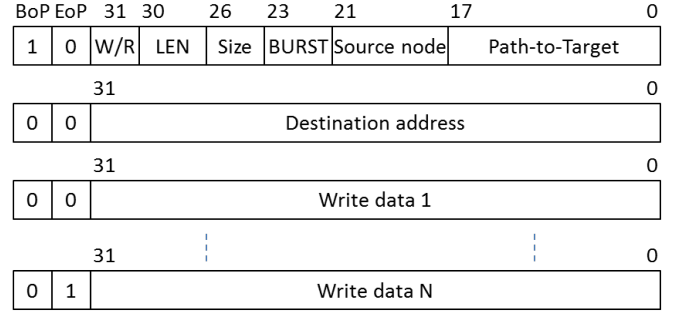 BoP EoP 31 30 26 23 21 17 0
1 0 W/R LEN Size BURST Source node Path-to-Target
31 0
0 0 Destination address
31 0
0 0 Write data 1
31 0
0 1 Write data N